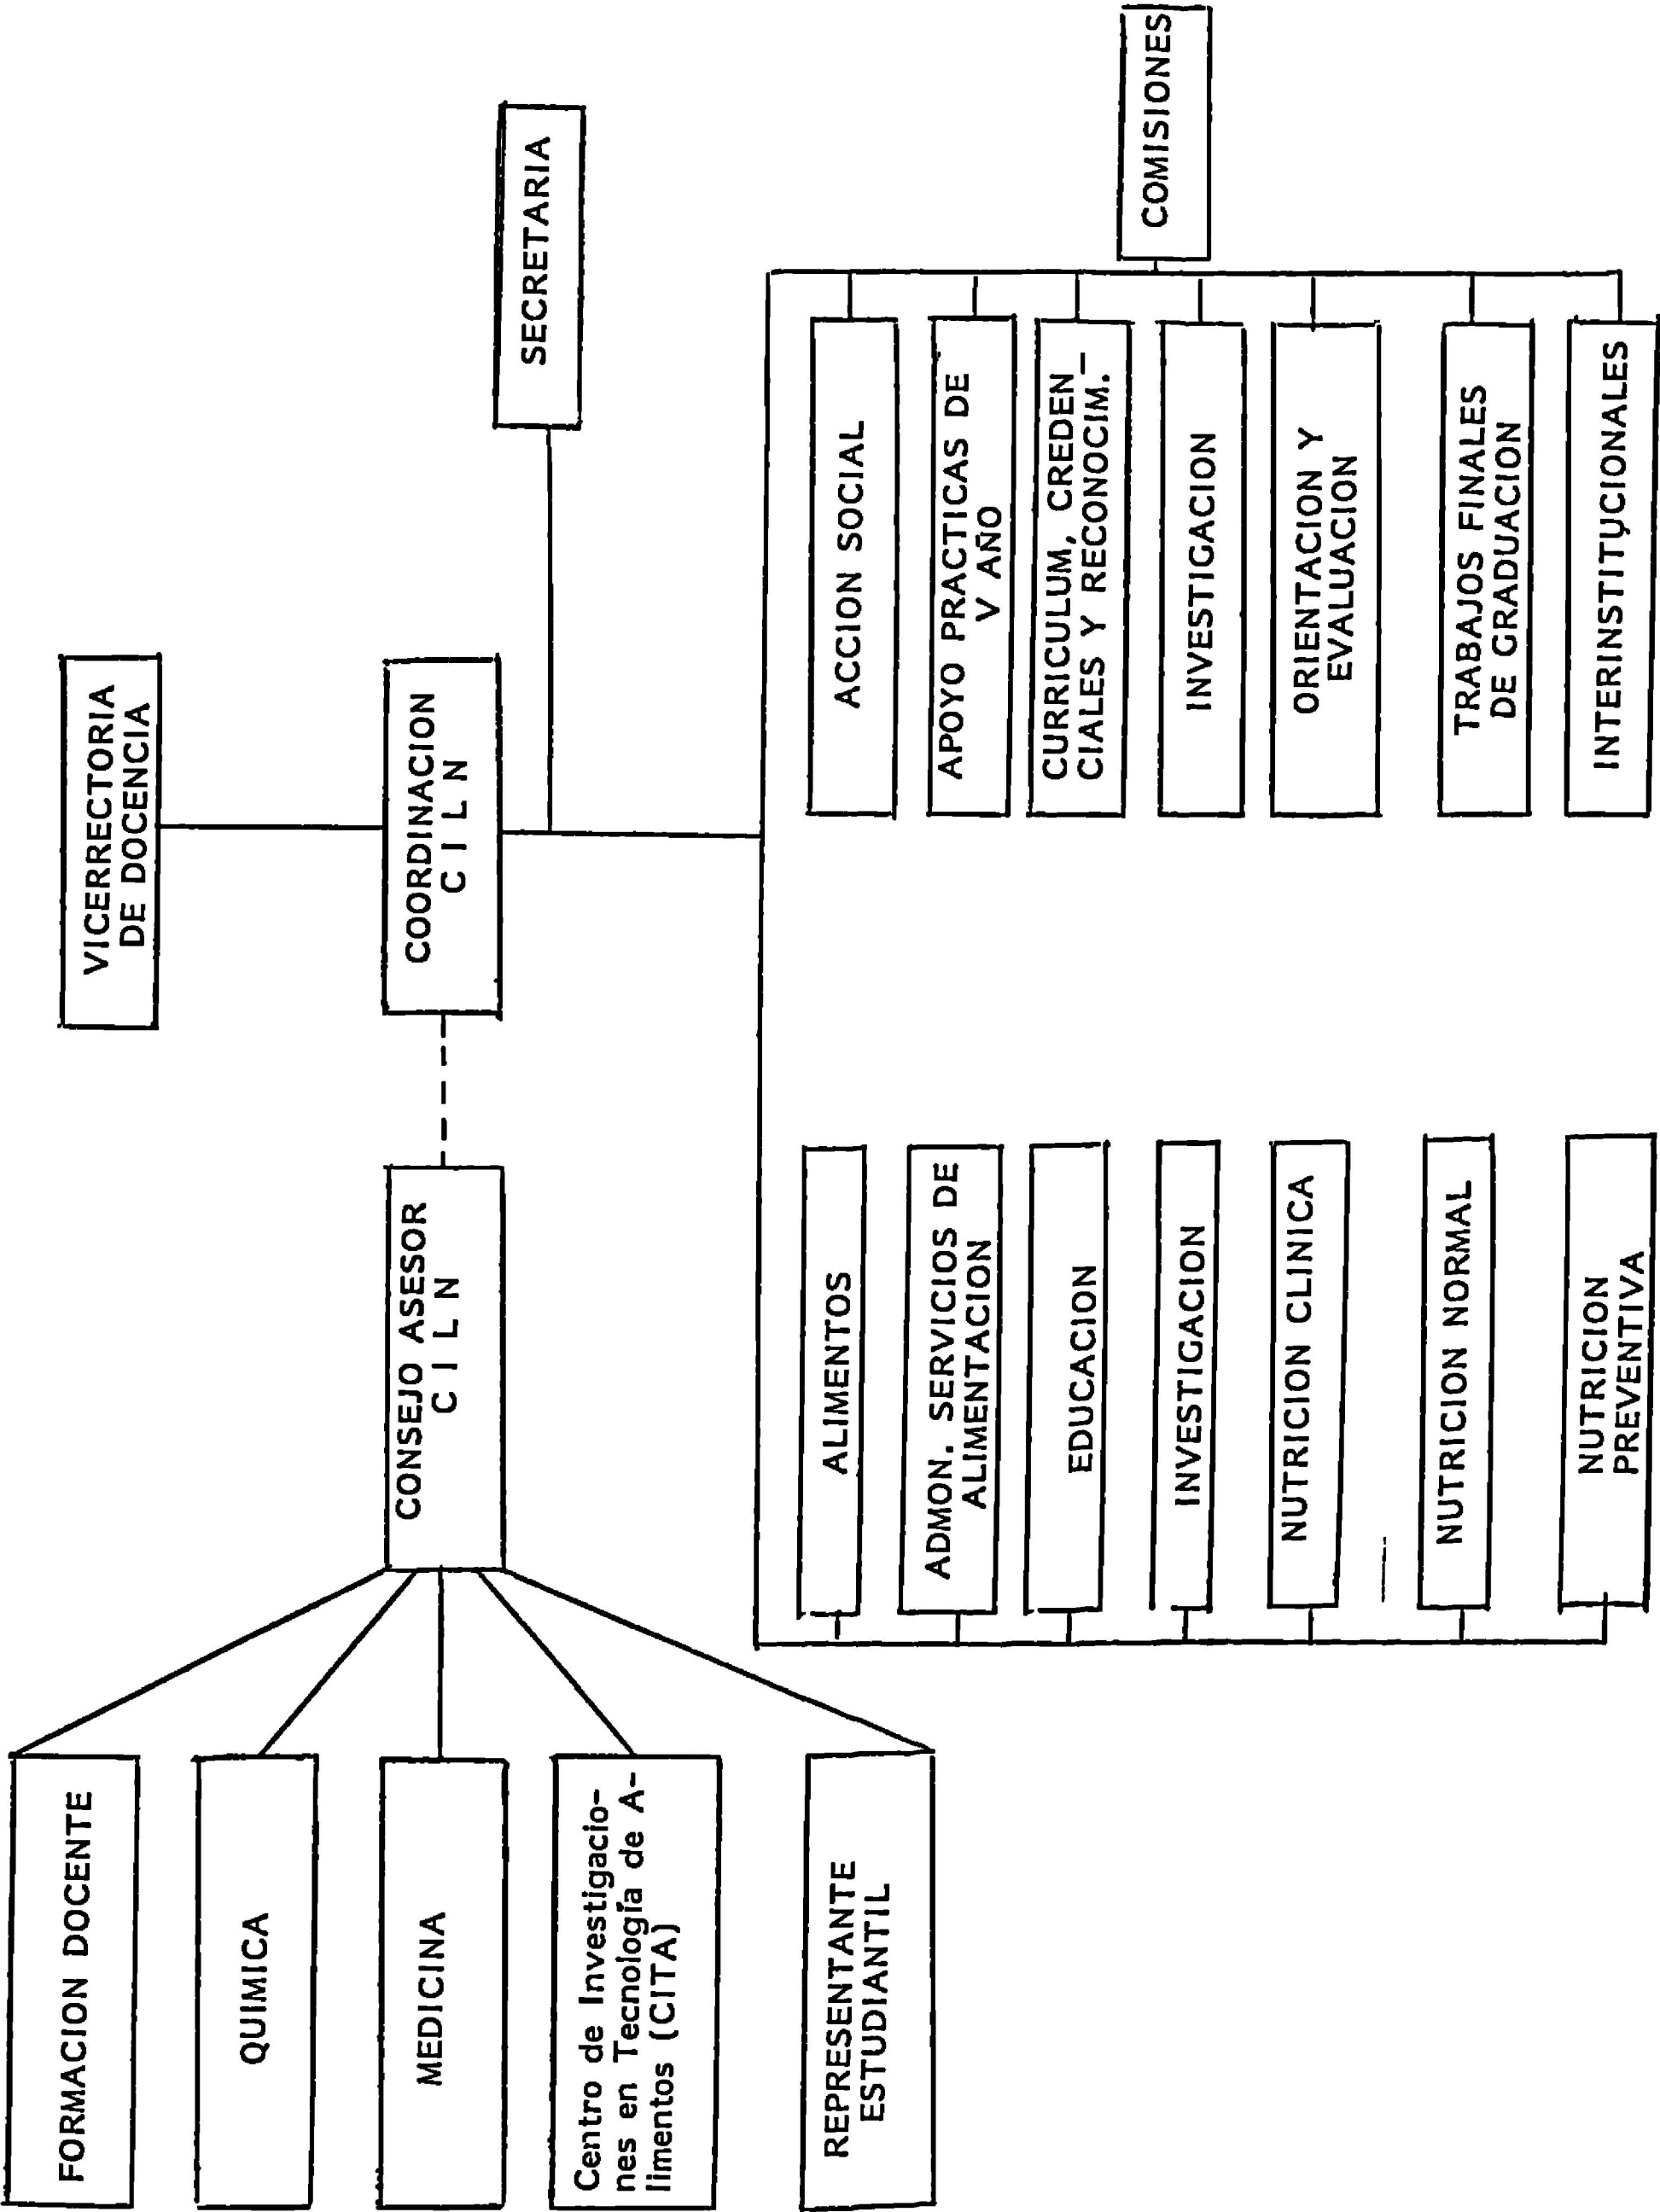 VICERRECTORIA
DE DOCENCIA
COORDINACION
C I L N
CONSEJO ASESOR
C I L N
SECRETARIA
FORMACION DOCENTE
QUIMICA
MEDICINA
Centro de Investigacio-
nes en Tecnología de A-
limentos (CITA)
REPRESENTANTE
ESTUDIANTIL
ALIMENTOS
ADMON. SERVICIOS DE
ALIMENTACION
EDUCACION
INVESTIGACION
NUTRICION CLINICA
NUTRICION NORMAL
NUTRICION
PREVENTIVA
COMISIONES
ACCION SOCIAL
APOYO PRACTICAS DE
V AÑO
CURRICULUM, CREDEN
CIALES Y RECONOCIM.-
INVESTIGACION
ORIENTACION Y
EVALUACION
TRABAJOS FINALES
DE GRADUACION
INTERINSTITUCIONALES